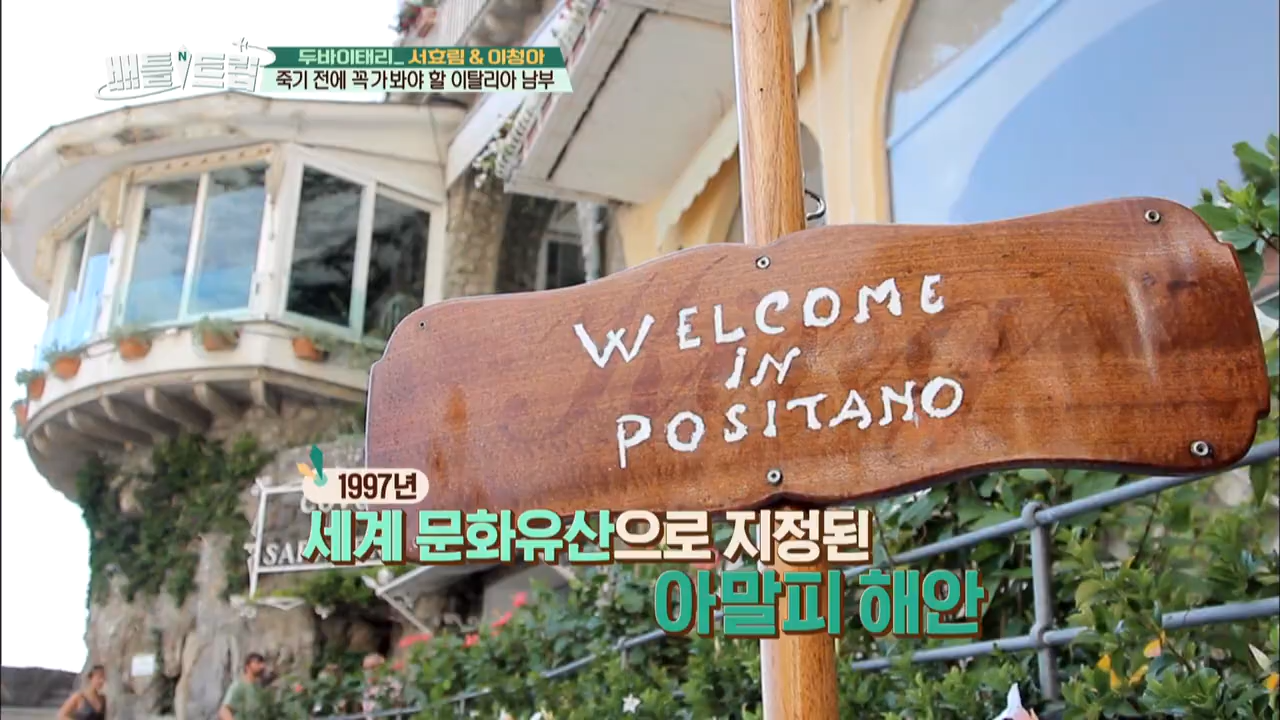 배틀트립
N
두바이태리_ 서효림 & 이청아
죽기 전에 꼭 가봐야 할 이탈리아 남부
WELCOME
IN
POSITANO
1997년
세계 문화유산으로 지정된
아말피 해안